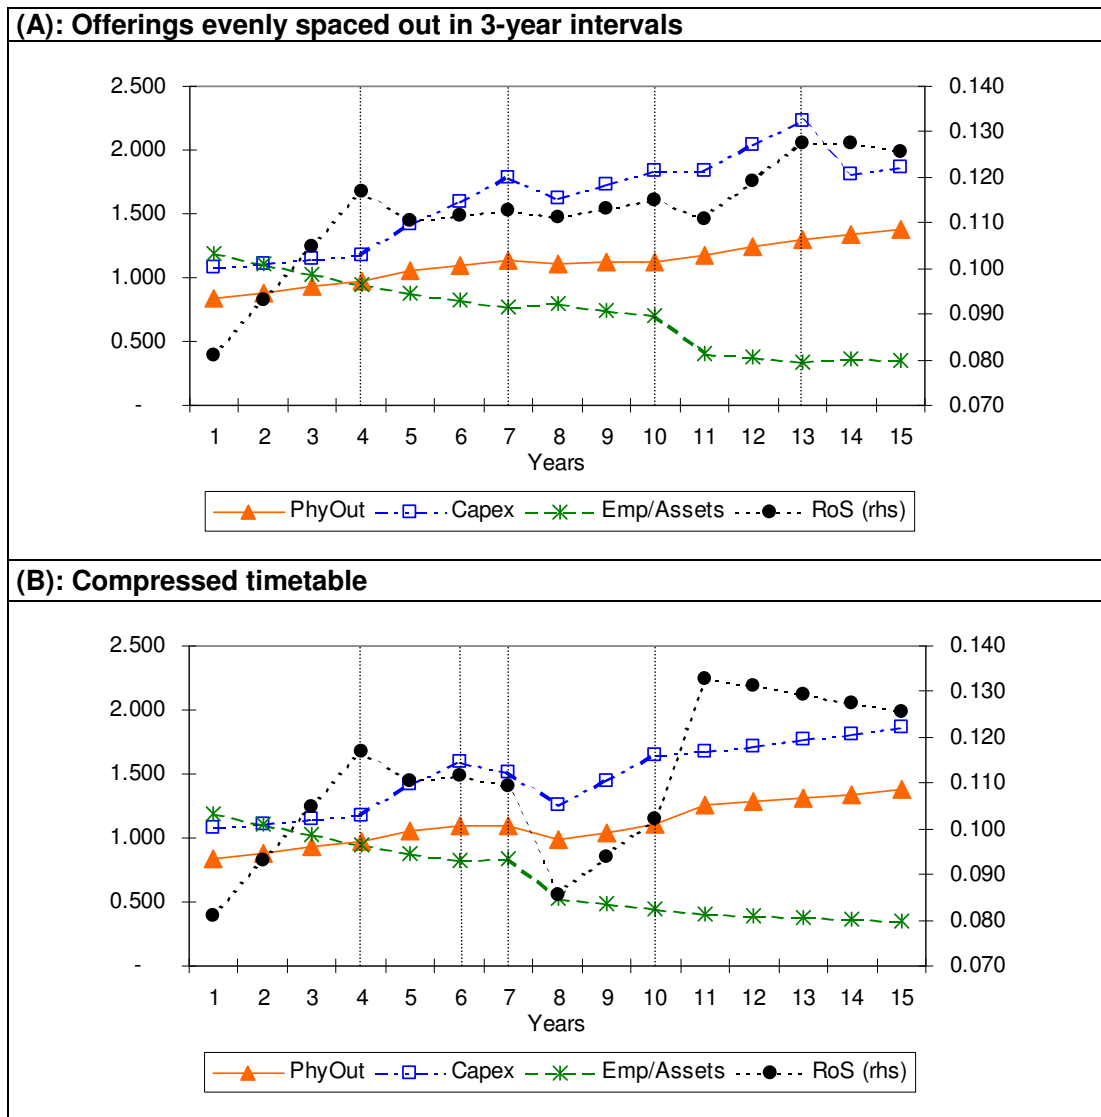 (A): Offerings evenly spaced out in 3-year intervals
2.500 0.140
0.130
2.000 0.120
1.500 0.110
1.000 0.100
0.090
0.500 0.080
- 0.070
1 2 3 4 5 6 7 8 9 10 11 12 13 14 15
Years
PhyOut Capex Emp/Assets RoS (rhs)
(B): Compressed timetable
2.500 0.140
0.130
2.000 0.120
1.500 0.110
1.000 0.100
0.090
0.500 0.080
- 0.070
1 2 3 4 5 6 7 8 9 10 11 12 13 14 15
Years
PhyOut Capex Emp/Assets RoS (rhs)